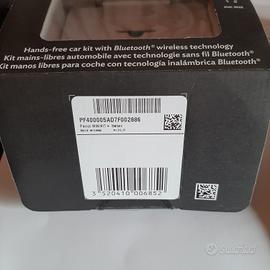 Hands-free car kit with Bluetooth® wireless technology
Kit mains-libres automobile avec technologie sans fil Bluetooth®
Kit manos libres para coche con tecnología inalámbrica Bluetooth®
PF400005AD7F002886
3 520410 006852